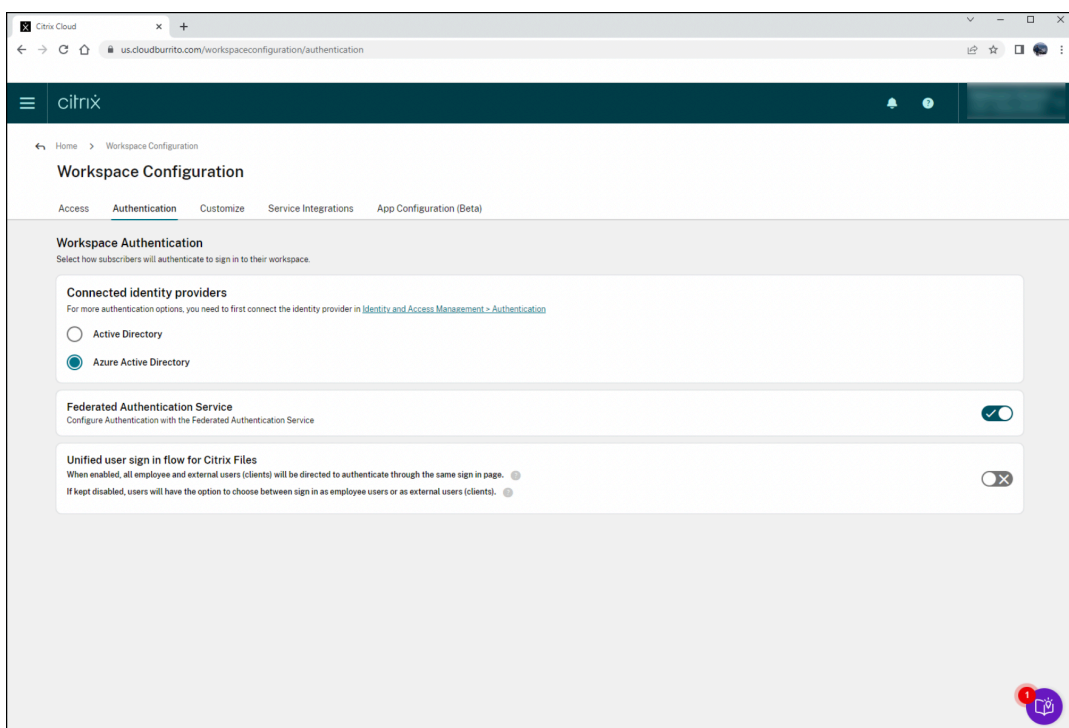 Citrix Cloud
us.cloudburrito.com/workspaceconfiguration/authentication
citrix
Home > Workspace Configuration
Workspace Configuration
Access Authentication Customize Service Integrations App Configuration (Beta)
Workspace Authentication
Select how subscribers will authenticate to sign in to their workspace.
Connected identity providers
For more authentication options, you need to first connect the identity provider in Identity and Access Management > Authentication
Active Directory
Azure Active Directory
Federated Authentication Service
Configure Authentication with the Federated Authentication Service
Unified user sign in flow for Citrix Files
When enabled, all employee and external users (clients) will be directed to authenticate through the same sign in page. ?
If kept disabled, users will have the option to choose between sign in as employee users or as external users (clients). ?
1